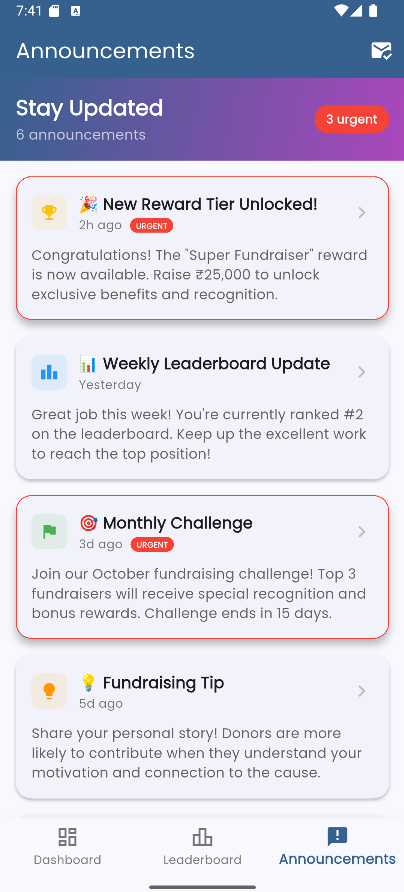 7:41
Announcements
Stay Updated
6 announcements
3 urgent
🎉 New Reward Tier Unlocked!
2h ago URGENT
Congratulations! The "Super Fundraiser" reward
is now available. Raise ₹25,000 to unlock
exclusive benefits and recognition.
📊 Weekly Leaderboard Update
Yesterday
Great job this week! You're currently ranked #2
on the leaderboard. Keep up the excellent work
to reach the top position!
🎯 Monthly Challenge
3d ago URGENT
Join our October fundraising challenge! Top 3
fundraisers will receive special recognition and
bonus rewards. Challenge ends in 15 days.
💡 Fundraising Tip
5d ago
Share your personal story! Donors are more
likely to contribute when they understand your
motivation and connection to the cause.
Dashboard Leaderboard Announcements